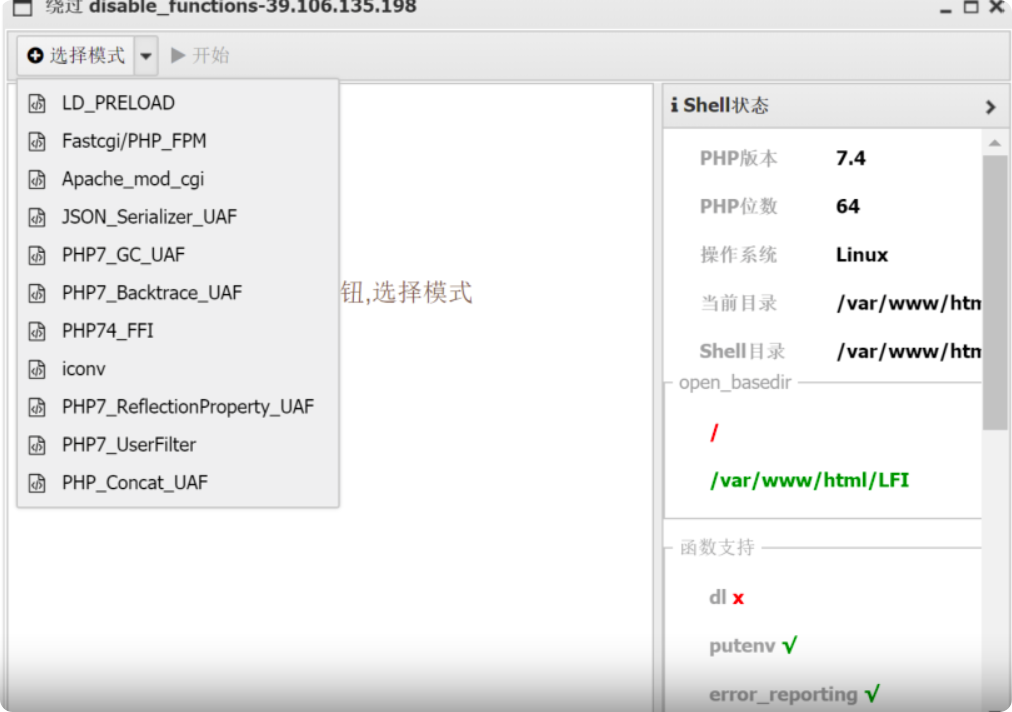 绕过 disable_functions-39.106.135.198
选择模式 开始
LD_PRELOAD
Fastcgi/PHP_FPM
Apache_mod_cgi
JSON_Serializer_UAF
PHP7_GC_UAF
PHP7_Backtrace_UAF
PHP74_FFI
iconv
PHP7_ReflectionProperty_UAF
PHP7_UserFilter
PHP_Concat_UAF
钮,选择模式
Shell状态
PHP版本 7.4
PHP位数 64
操作系统 Linux
当前目录 /var/www/htm
Shell目录 /var/www/htm
open_basedir
/
/var/www/html/LFI
函数支持
dl x
putenv √
error_reporting √